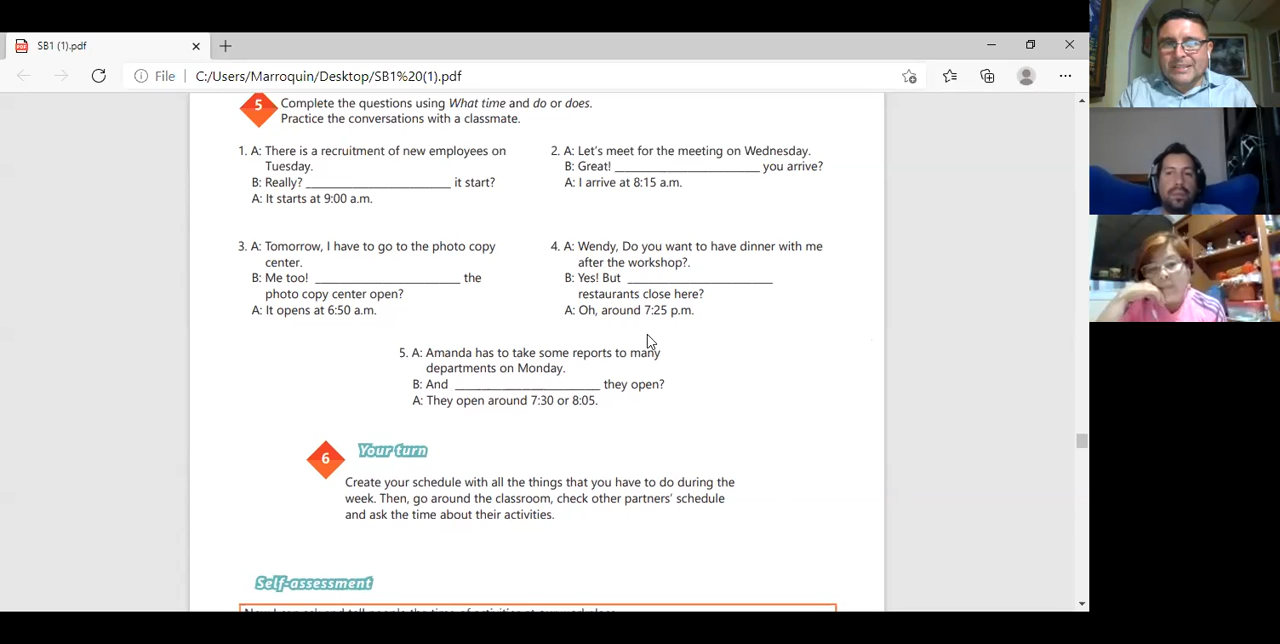 SB1 (1).pdf
File
C:/Users/Marroquin/Desktop/SB1%20(1).pdf
5
Complete the questions using What time and do or does.
Practice the conversations with a classmate.
1. A: There is a recruitment of new employees on
Tuesday.
B: Really? ______________________ it start?
A: It starts at 9:00 a.m.
2. A: Let's meet for the meeting on Wednesday.
B: Great! ______________________ you arrive?
A: I arrive at 8:15 a.m.
3. A: Tomorrow, I have to go to the photo copy
center.
B: Me too! ______________________ the
photo copy center open?
A: It opens at 6:50 a.m.
4. A: Wendy, Do you want to have dinner with me
after the workshop?.
B: Yes! But ______________________
restaurants close here?
A: Oh, around 7:25 p.m.
5. A: Amanda has to take some reports to many
departments on Monday.
B: And ______________________ they open?
A: They open around 7:30 or 8:05.
6
Your turn
Create your schedule with all the things that you have to do during the
week. Then, go around the classroom, check other partners' schedule
and ask the time about their activities.
Self-assessment